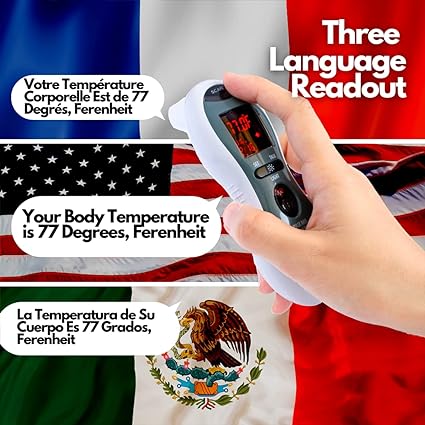 Three
Language
Readout
Votre Température
Corporelle Est de 77
Degrés, Ferenheit
SCAN
Your Body Temperature
is 77 Degrees, Ferenheit
La Temperatura de Su
Cuerpo Es 77 Grados,
Ferenheit